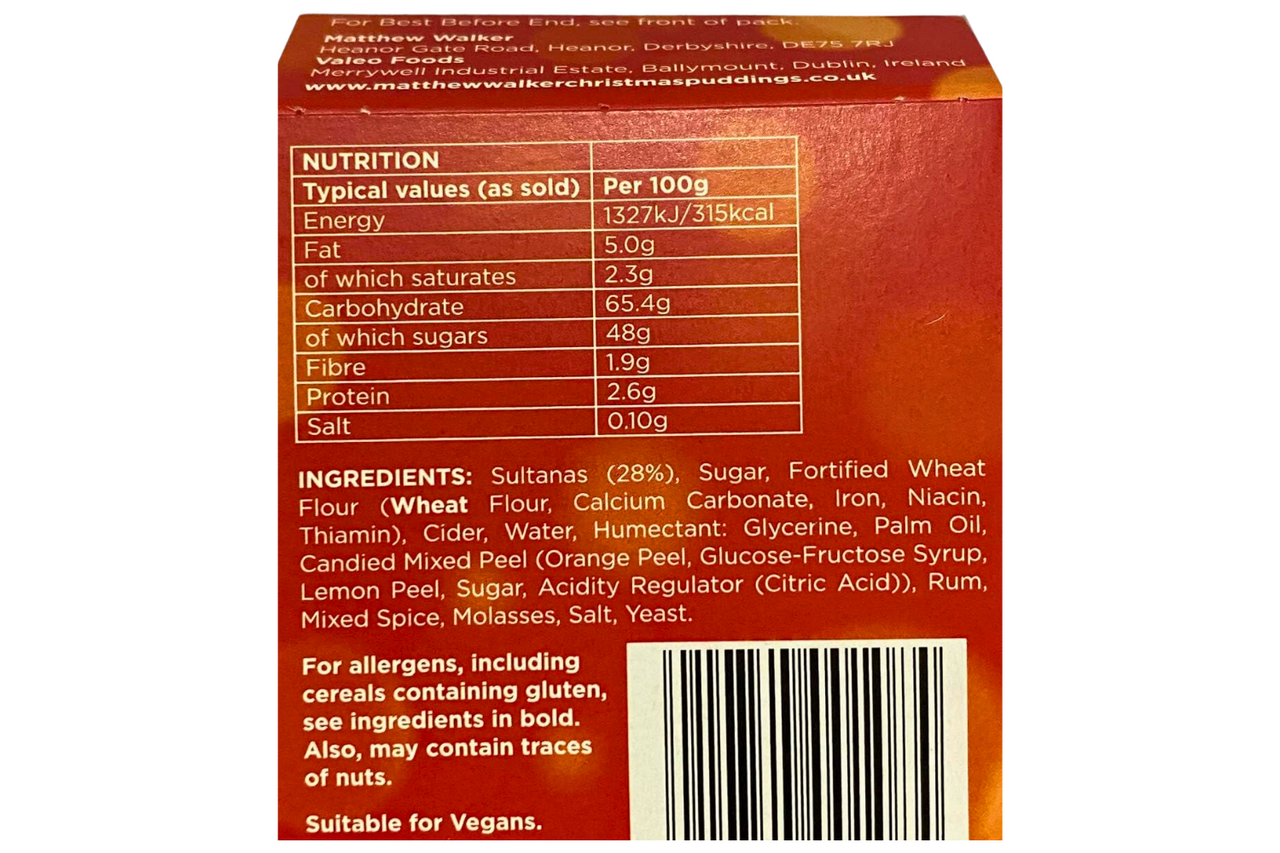 For Best Before End, see front of pack.
Matthew Walker
Heanor Gate Road, Heanor, Derbyshire, DE75 7RJ
Valeo Foods
Merrywell Industrial Estate, Ballymount, Dublin, Ireland
www.matthewwalkerchristmaspuddings.co.uk
NUTRITION
Typical values (as sold) Per 100g
Energy 1327kJ/315kcal
Fat 5.0g
of which saturates 2.3g
Carbohydrate 65.4g
of which sugars 48g
Fibre 1.9g
Protein 2.6g
Salt 0.10g
INGREDIENTS: Sultanas (28%), Sugar, Fortified Wheat
Flour (Wheat Flour, Calcium Carbonate, Iron, Niacin,
Thiamin), Cider, Water, Humectant: Glycerine, Palm Oil,
Candied Mixed Peel (Orange Peel, Glucose-Fructose Syrup,
Lemon Peel, Sugar, Acidity Regulator (Citric Acid)), Rum,
Mixed Spice, Molasses, Salt, Yeast.
For allergens, including
cereals containing gluten,
see ingredients in bold.
Also, may contain traces
of nuts.
Suitable for Vegans.